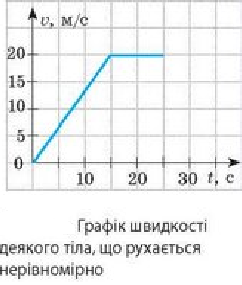 v, м/с
20
15
10
5
0
10 20 30 t, с
Графік швидкості
деякого тіла, що рухається
нерівномірно